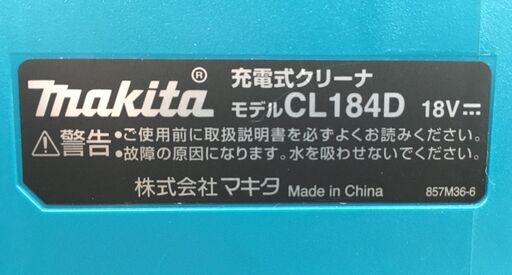 makita® 充電式クリーナ
モデルCL184D 18V⎓
⚠警告 •ご使用前に取扱説明書を必ずよくお読みください。
•故障の原因になります。水を吸わせないでください。
株式会社マキタ Made in China 857M36-6